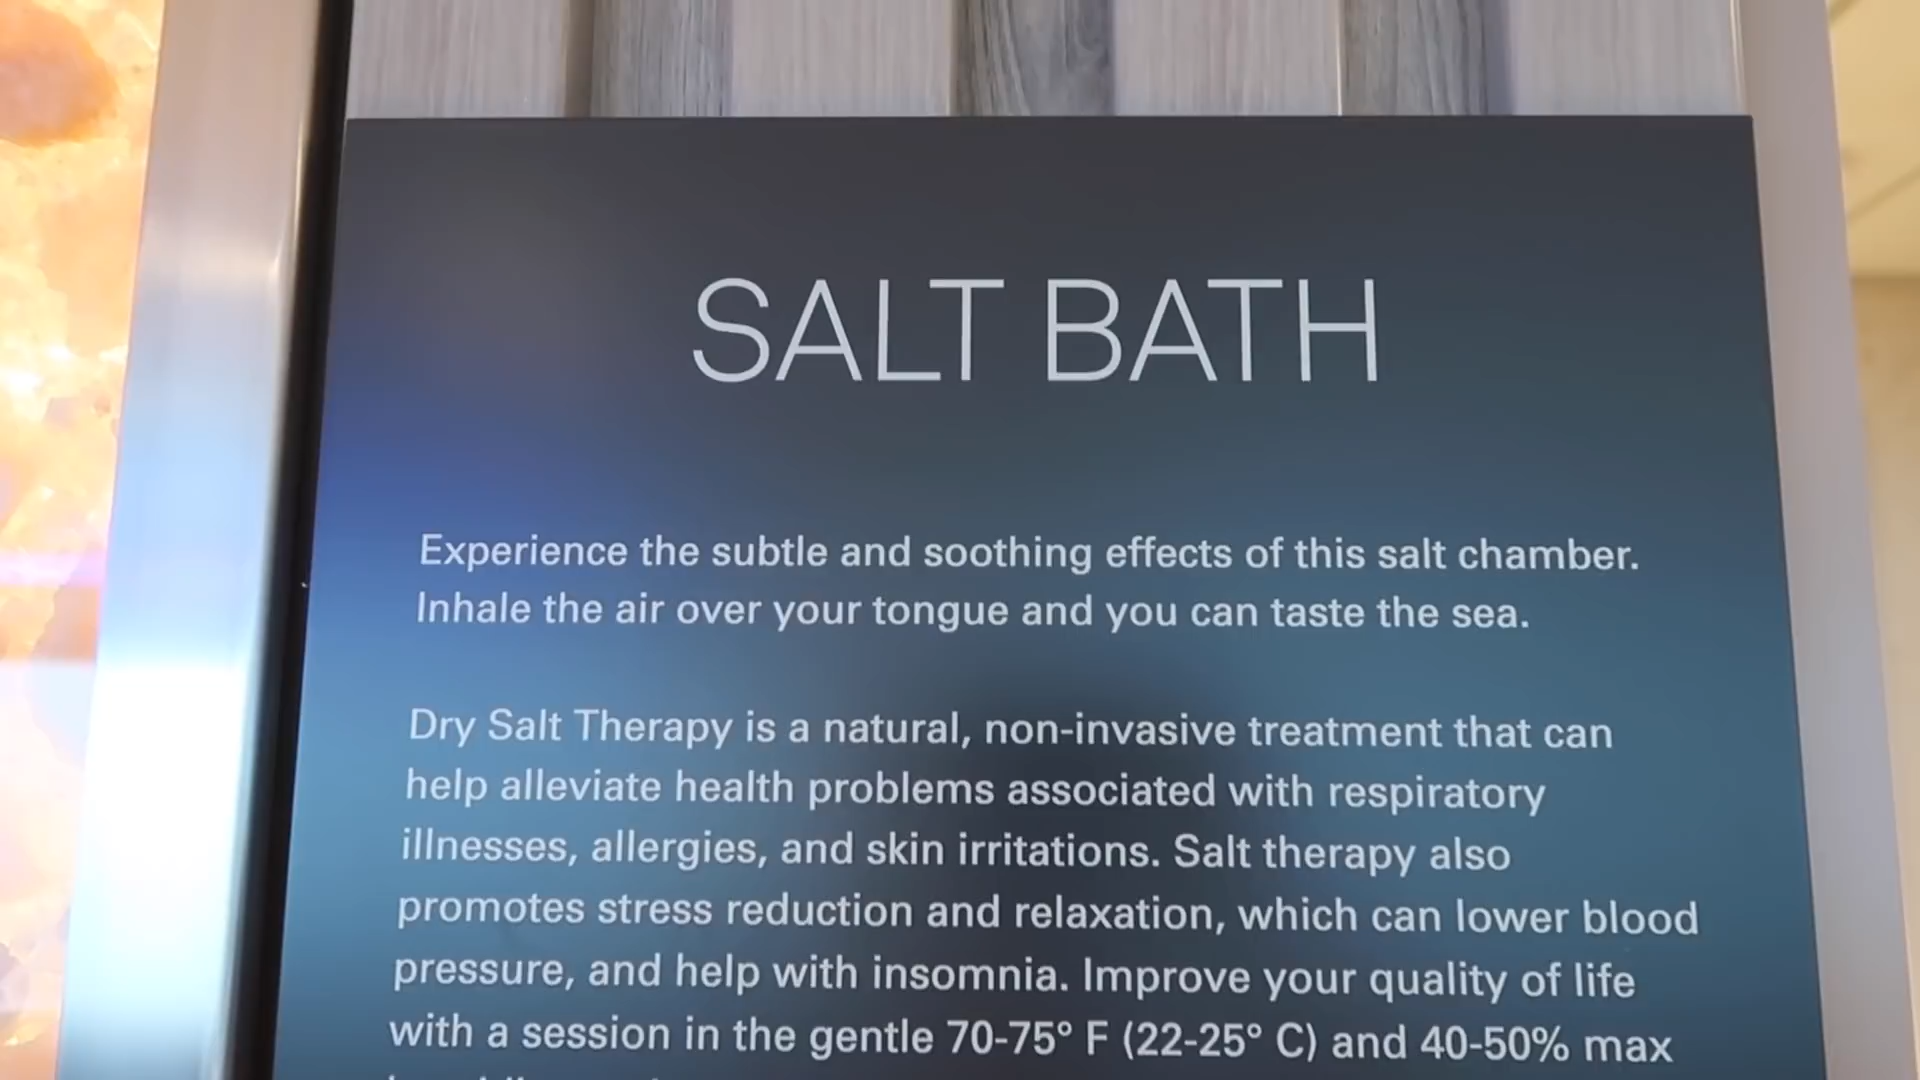 SALT BATH
Experience the subtle and soothing effects of this salt chamber.
Inhale the air over your tongue and you can taste the sea.
Dry Salt Therapy is a natural, non-invasive treatment that can
help alleviate health problems associated with respiratory
illnesses, allergies, and skin irritations. Salt therapy also
promotes stress reduction and relaxation, which can lower blood
pressure, and help with insomnia. Improve your quality of life
with a session in the gentle 70-75° F (22-25° C) and 40-50% max